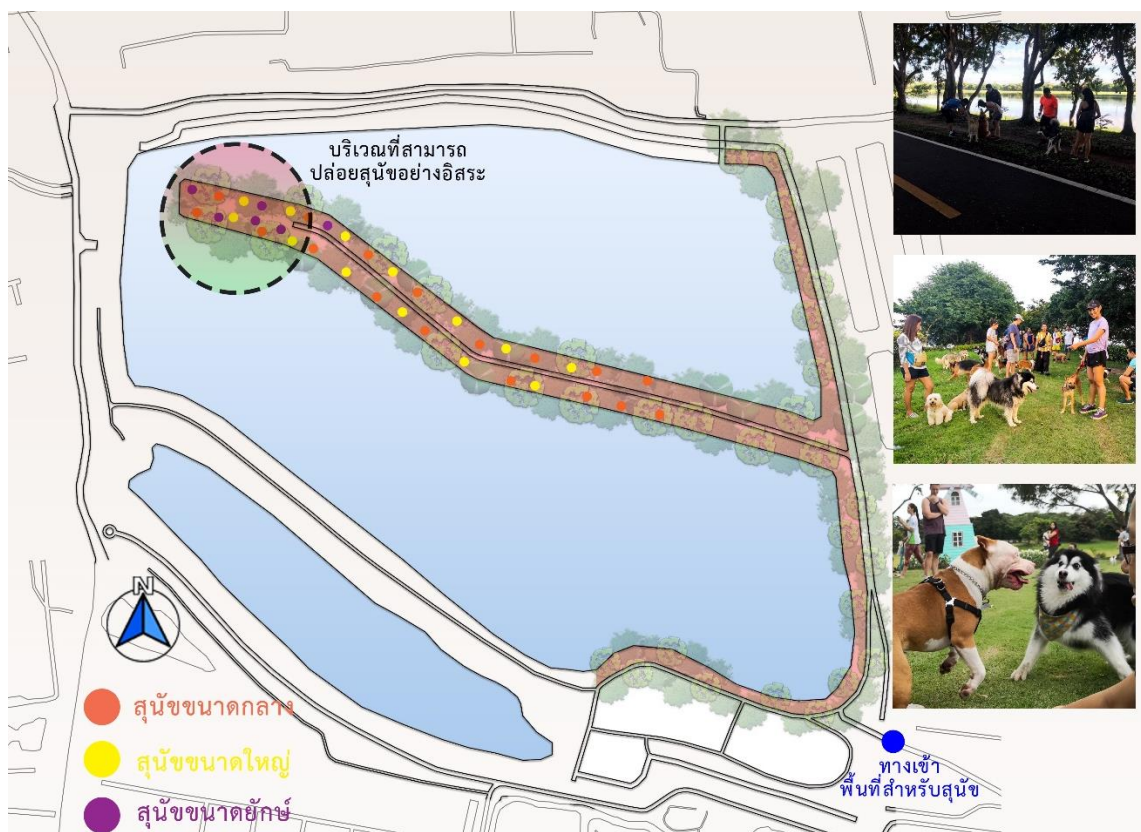 บริเวณที่สามารถ
ปล่อยสุนัขอย่างอิสระ
N
สุนัขขนาดกลาง
สุนัขขนาดใหญ่
สุนัขขนาดยักษ์
ทางเข้า
พื้นที่สำหรับสุนัข